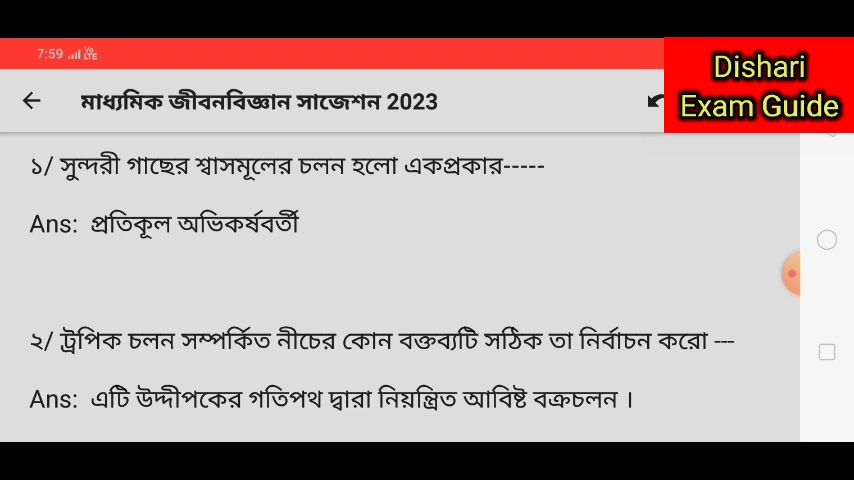 7:59 Vo LTE
Dishari
Exam Guide
মাধ্যমিক জীবনবিজ্ঞান সাজেশন 2023
১/ সুন্দরী গাছের শ্বাসমূলের চলন হলো একপ্রকার-----
Ans: প্রতিকূল অভিকর্ষবর্তী
২/ ট্রপিক চলন সম্পর্কিত নীচের কোন বক্তব্যটি সঠিক তা নির্বাচন করো ---
Ans: এটি উদ্দীপকের গতিপথ দ্বারা নিয়ন্ত্রিত আবিষ্ট বক্রচলন ।